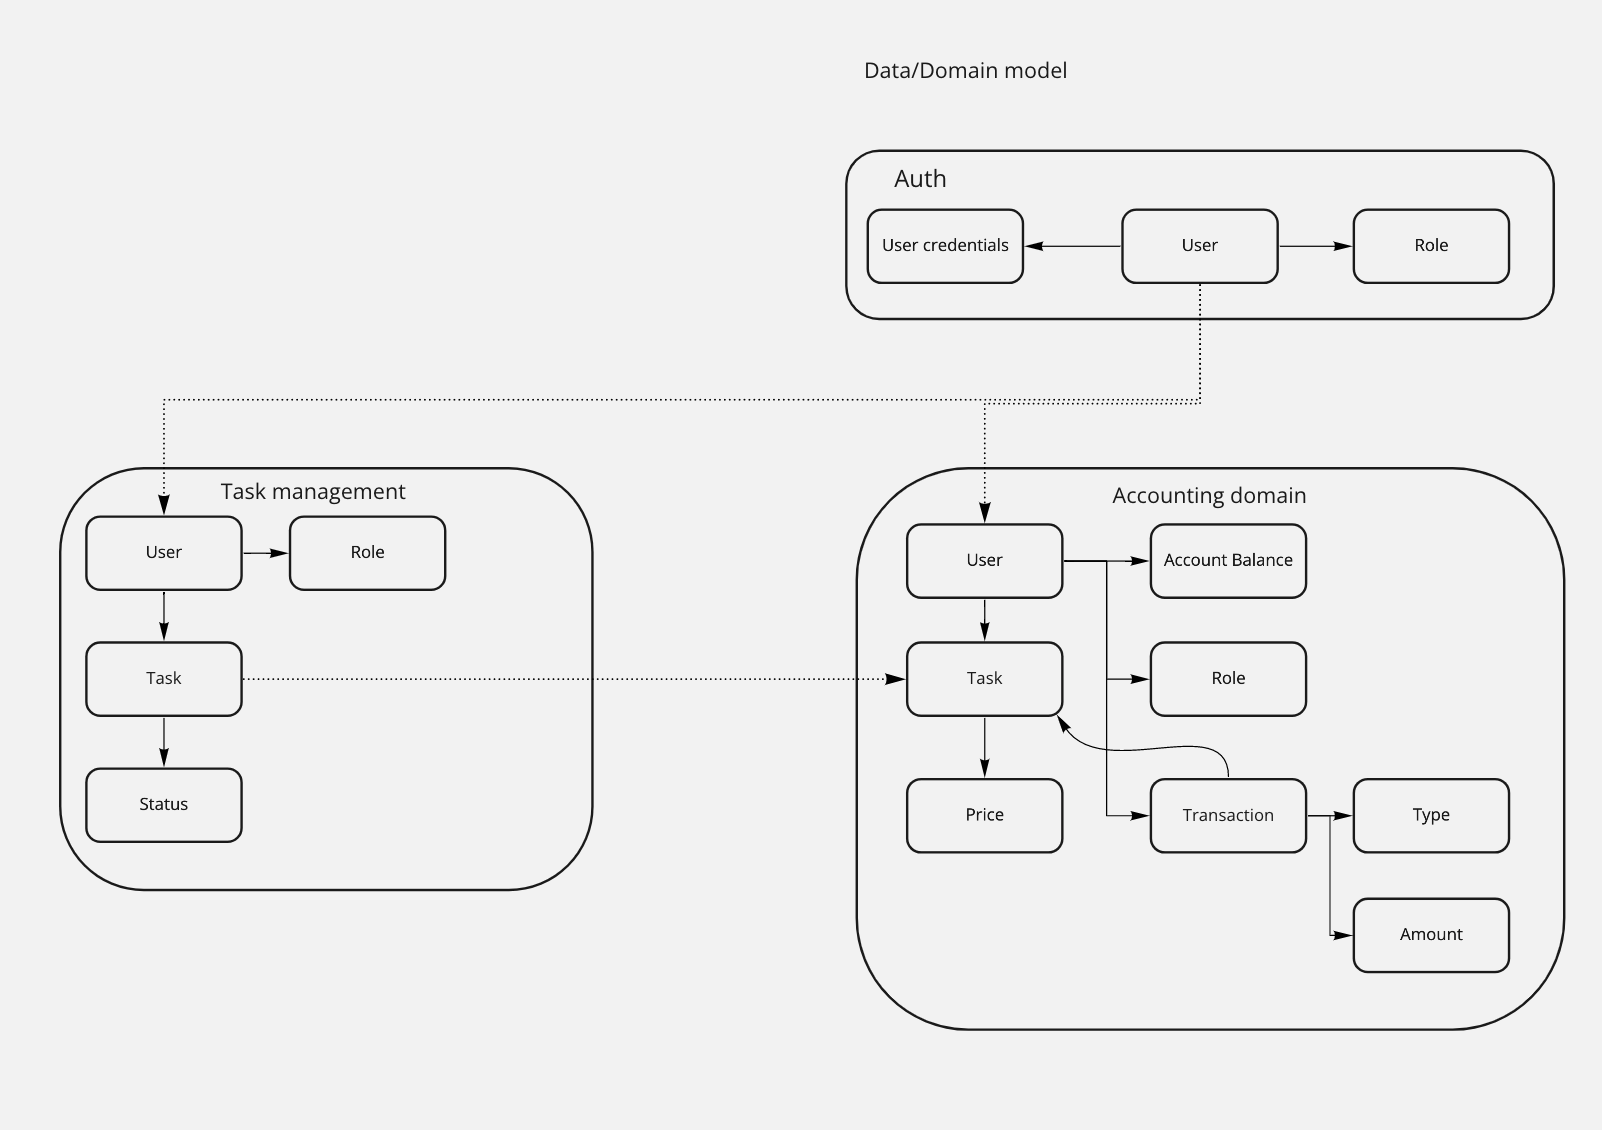 Data/Domain model
Auth
User credentials
User
Role
Task management
User
Role
Task
Status
Accounting domain
User
Account Balance
Task
Role
Price
Transaction
Type
Amount